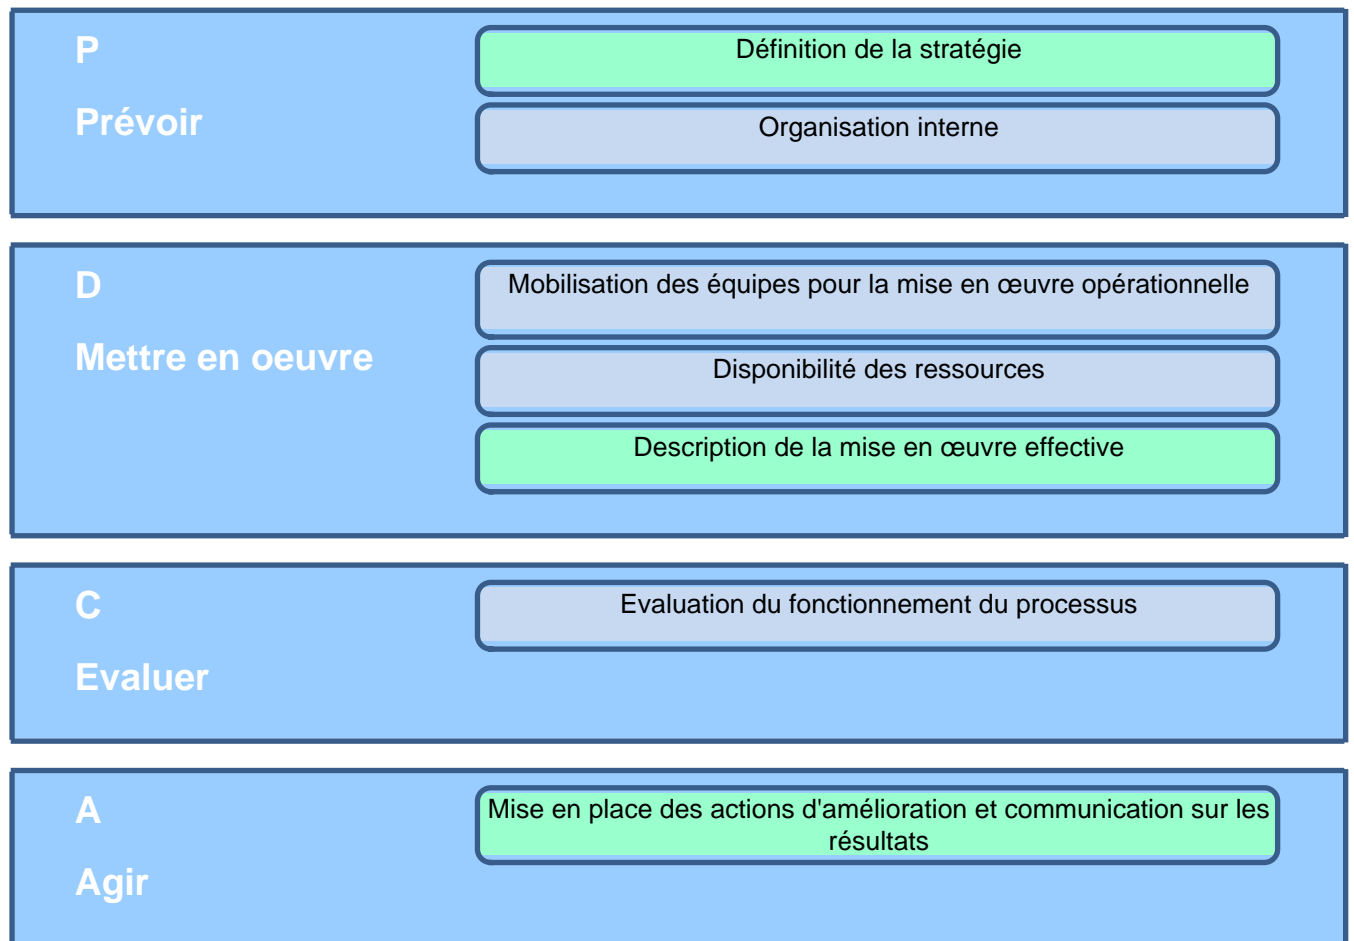 P
Définition de la stratégie
Prévoir
Organisation interne
D
Mobilisation des équipes pour la mise en œuvre opérationnelle
Mettre en oeuvre
Disponibilité des ressources
Description de la mise en œuvre effective
C
Evaluation du fonctionnement du processus
Evaluer
A
Mise en place des actions d'amélioration et communication sur les
résultats
Agir